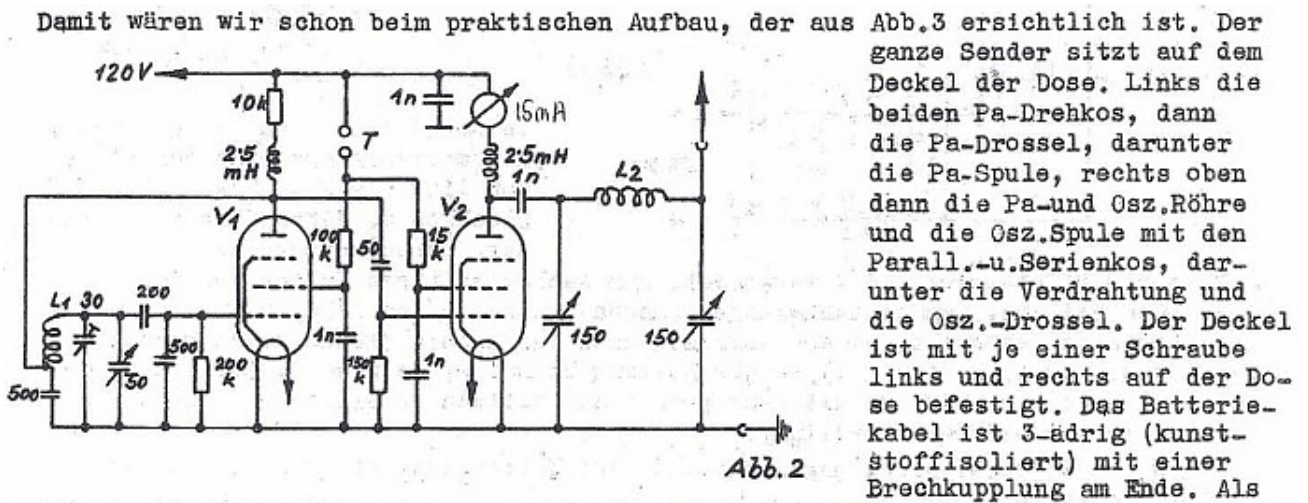 Damit wären wir schon beim praktischen Aufbau, der aus Abb.3 ersichtlich ist. Der
ganze Sender sitzt auf dem
Deckel der Dose. Links die
beiden Pa-Drehkos, dann
die Pa-Drossel, darunter
die Pa-Spule, rechts oben
dann die Pa-und Osz.Röhre
und die Osz.Spule mit den
Parall.-u.Serienkos, dar-
unter die Verdrahtung und
die Osz.-Drossel. Der Deckel
ist mit je einer Schraube
links und rechts auf der Do-
se befestigt. Das Batterie-
kabel ist 3-adrig (kunst-
stoffisoliert) mit einer
Brechkupplung am Ende. Als
120V
10k
1n
15mA
T
2.5
mH
2.5mH
1n
L2
V1
V2
100
k
50
15
k
L1 30
200
150
150
500
50
500
200
k
1n
150
k
1n
Abb.2